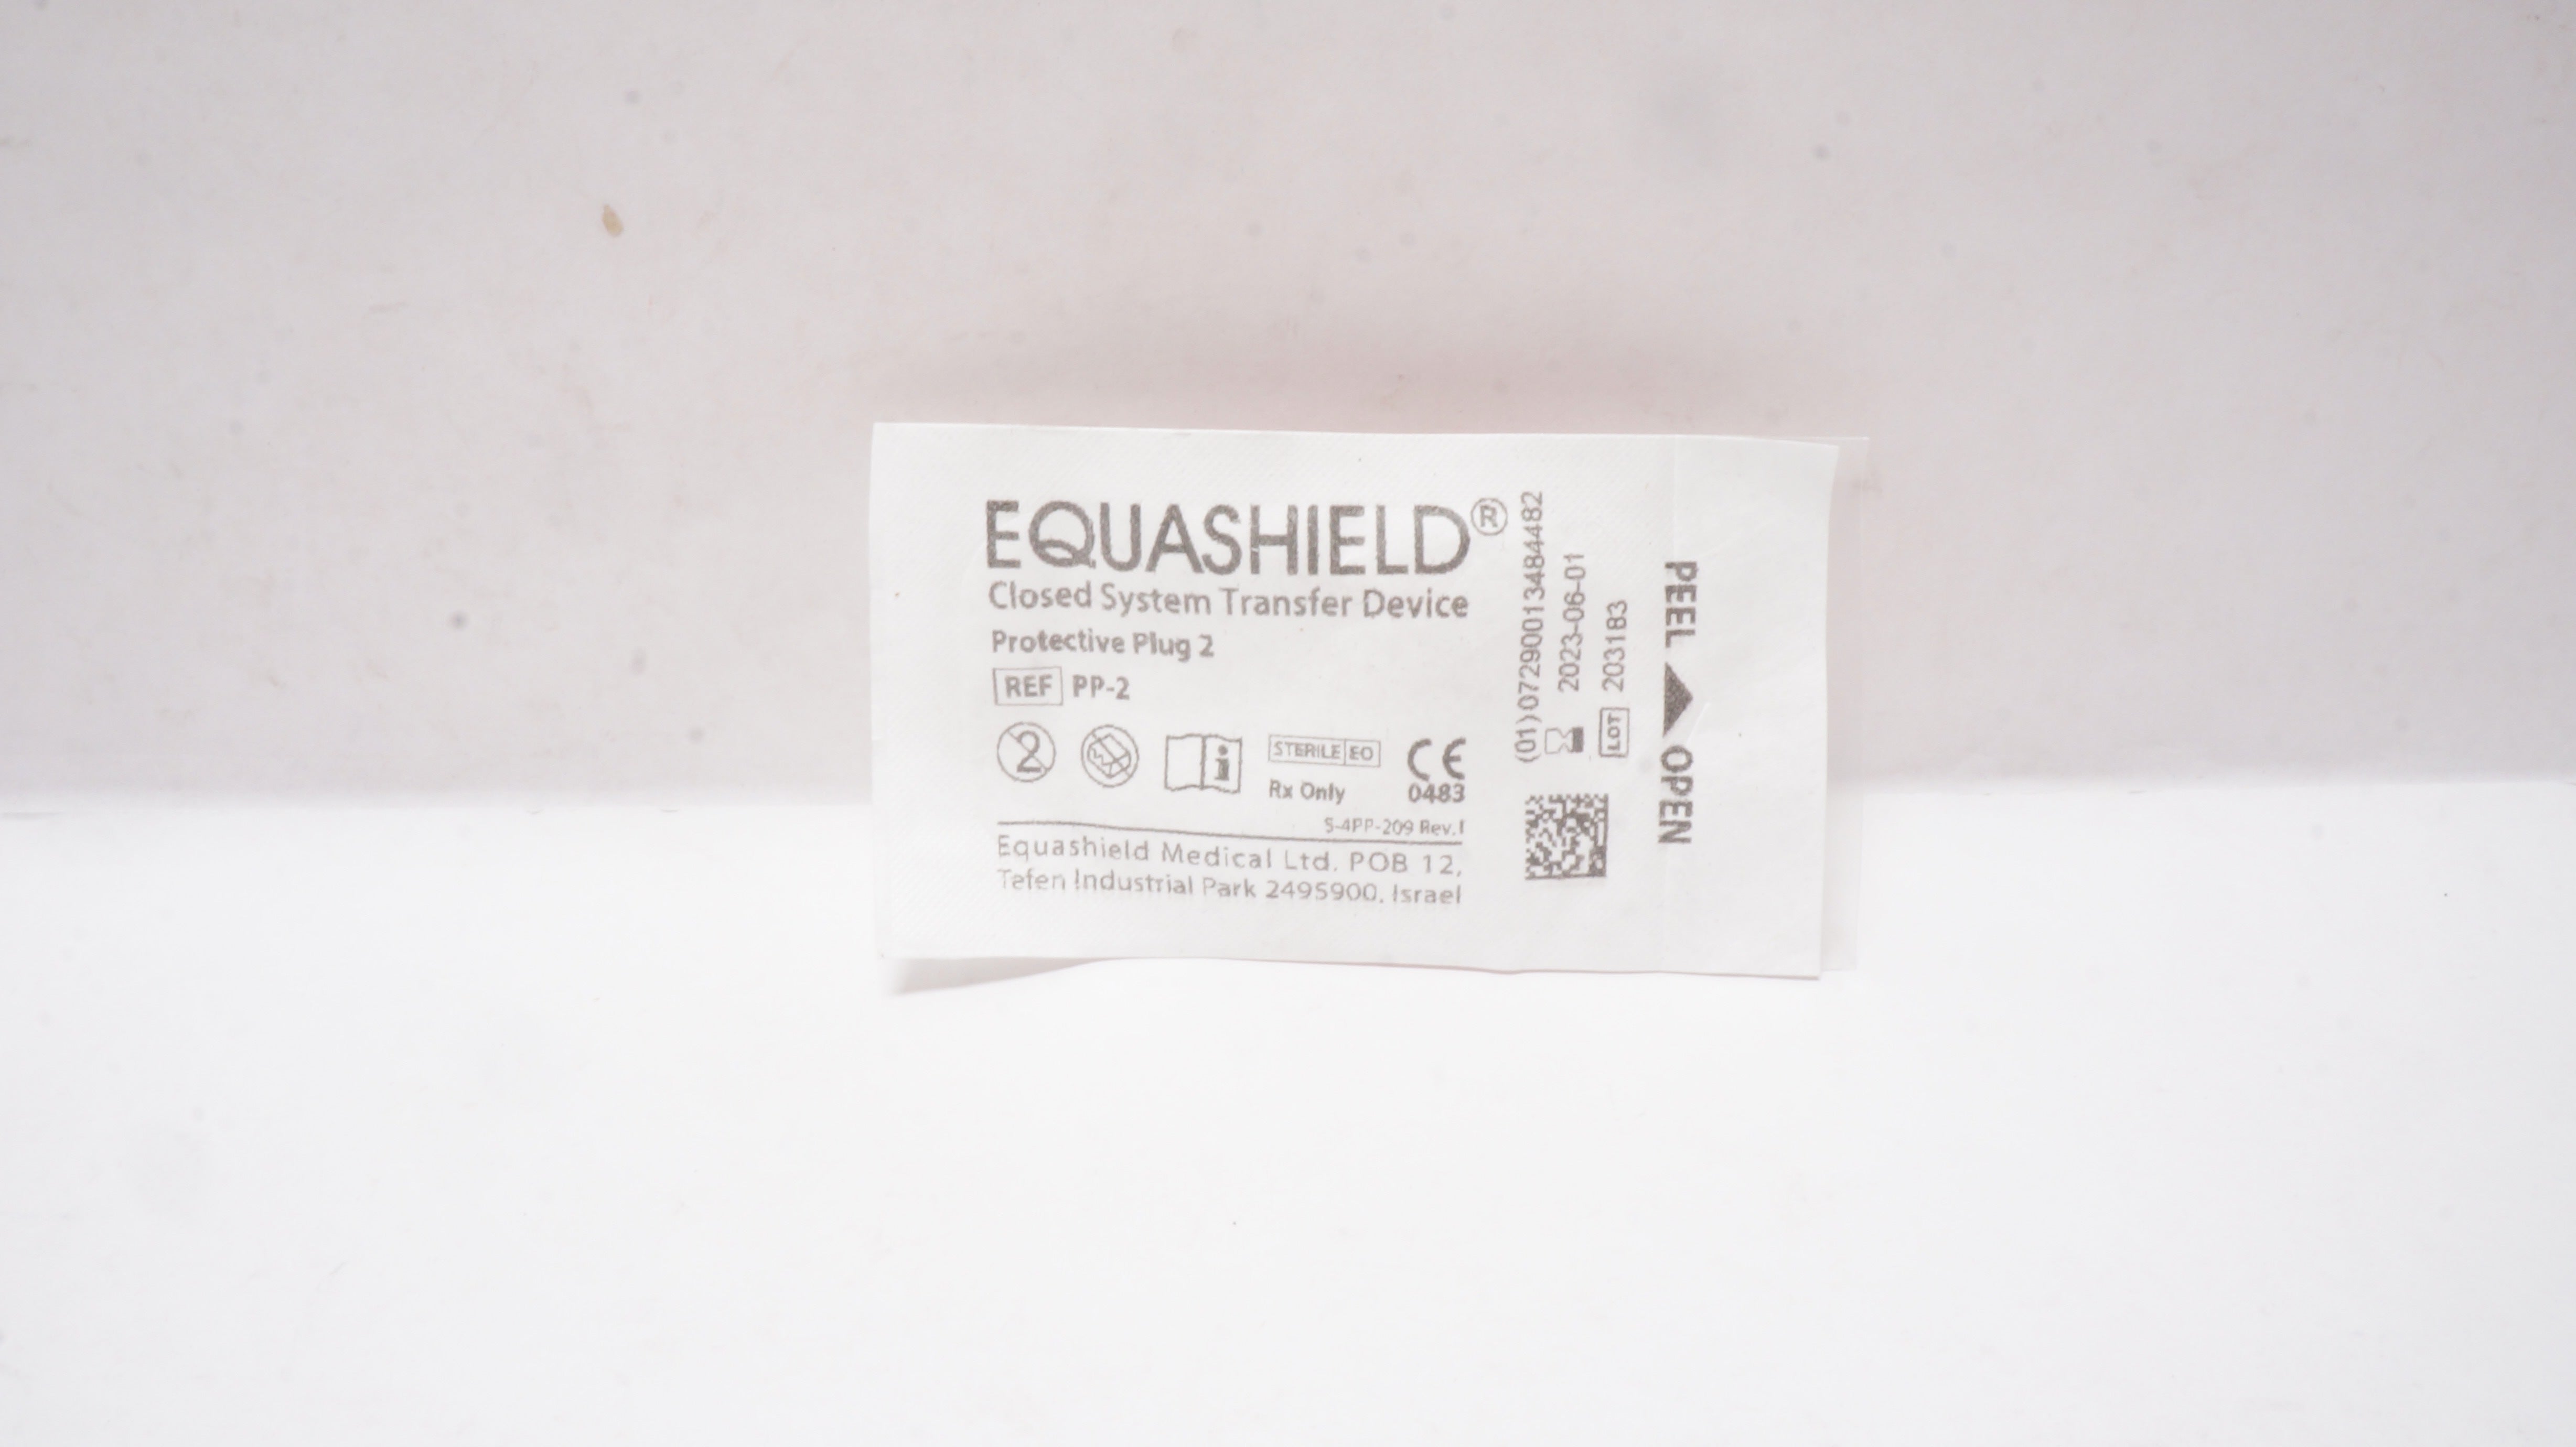 EQUASHIELD®
Closed System Transfer Device
Protective Plug 2
REF PP-2
2
i
STERILE EO
Rx Only
CE
0483
S-4PP-209 Rev.I
Equashield Medical Ltd. POB 12,
Tefen Industrial Park 2495900, Israel
(01)07290013484482
2023-06-01
LOT 203183
PEEL OPEN